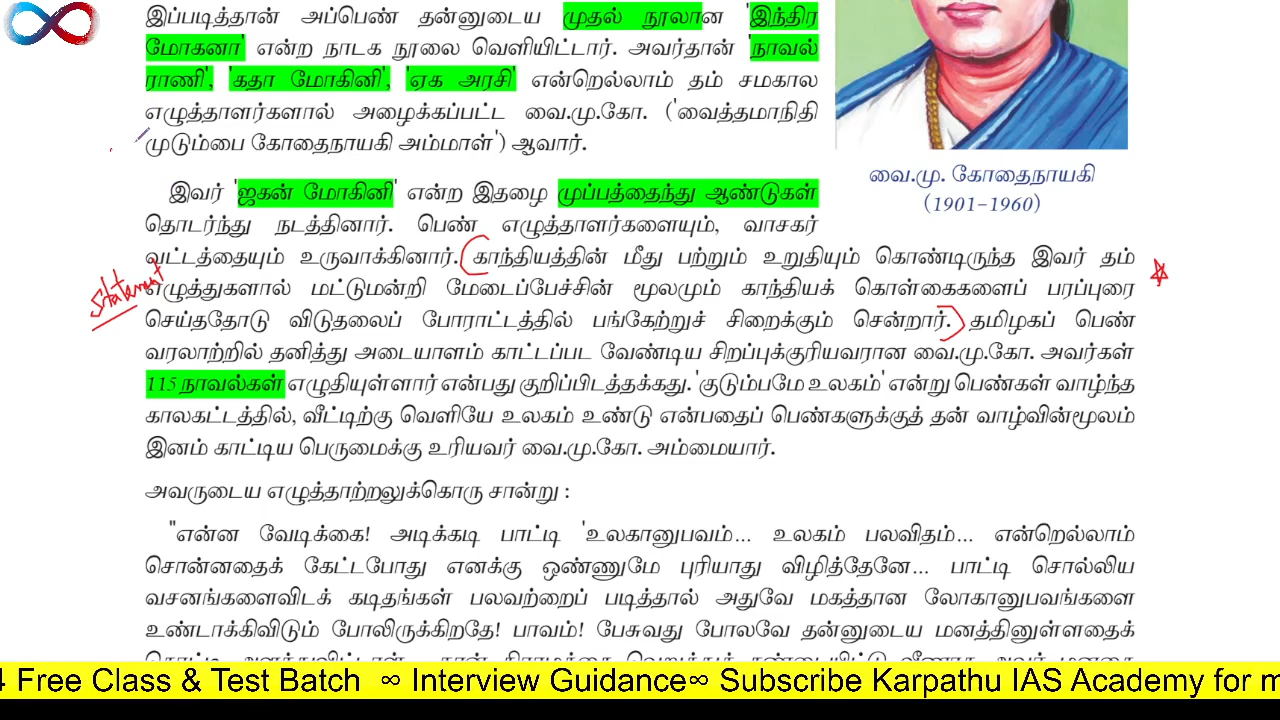 இப்படித்தான் அப்பெண் தன்னுடைய முதல் நூலான 'இந்திர
மோகனா' என்ற நாடக நூலை வெளியிட்டார். அவர்தான் 'நாவல்
ராணி', 'கதா மோகினி', 'ஏக அரசி' என்றெல்லாம் தம் சமகால
எழுத்தாளர்களால் அழைக்கப்பட்ட வை.மு.கோ. ('வைத்தமாநிதி
முடும்பை கோதைநாயகி அம்மாள்') ஆவார்.
வை.மு. கோதைநாயகி
(1901-1960)
இவர் 'ஜகன் மோகினி' என்ற இதழை முப்பத்தைந்து ஆண்டுகள்
தொடர்ந்து நடத்தினார். பெண் எழுத்தாளர்களையும், வாசகர்
வட்டத்தையும் உருவாக்கினார். காந்தியத்தின் மீது பற்றும் உறுதியும் கொண்டிருந்த இவர் தம்
எழுத்துகளால் மட்டுமன்றி மேடைப்பேச்சின் மூலமும் காந்தியக் கொள்கைகளைப் பரப்புரை
செய்ததோடு விடுதலைப் போராட்டத்தில் பங்கேற்றுச் சிறைக்கும் சென்றார். தமிழகப் பெண்
வரலாற்றில் தனித்து அடையாளம் காட்டப்பட வேண்டிய சிறப்புக்குரியவரான வை.மு.கோ. அவர்கள்
115 நாவல்கள் எழுதியுள்ளார் என்பது குறிப்பிடத்தக்கது. 'குடும்பமே உலகம்' என்று பெண்கள் வாழ்ந்த
காலகட்டத்தில், வீட்டிற்கு வெளியே உலகம் உண்டு என்பதைப் பெண்களுக்குத் தன் வாழ்வின்மூலம்
இனம் காட்டிய பெருமைக்கு உரியவர் வை.மு.கோ. அம்மையார்.
Statement
அவருடைய எழுத்தாற்றலுக்கொரு சான்று :
"என்ன வேடிக்கை! அடிக்கடி பாட்டி 'உலகானுபவம்... உலகம் பலவிதம்... என்றெல்லாம்
சொன்னதைக் கேட்டபோது எனக்கு ஒண்ணுமே புரியாது விழித்தேனே... பாட்டி சொல்லிய
வசனங்களைவிடக் கடிதங்கள் பலவற்றைப் படித்தால் அதுவே மகத்தான லோகானுபவங்களை
உண்டாக்கிவிடும் போலிருக்கிறதே! பாவம்! பேசுவது போலவே தன்னுடைய மனத்தினுள்ளதைக்
4 Free Class & Test Batch ∞ Interview Guidance∞ Subscribe Karpathu IAS Academy for m